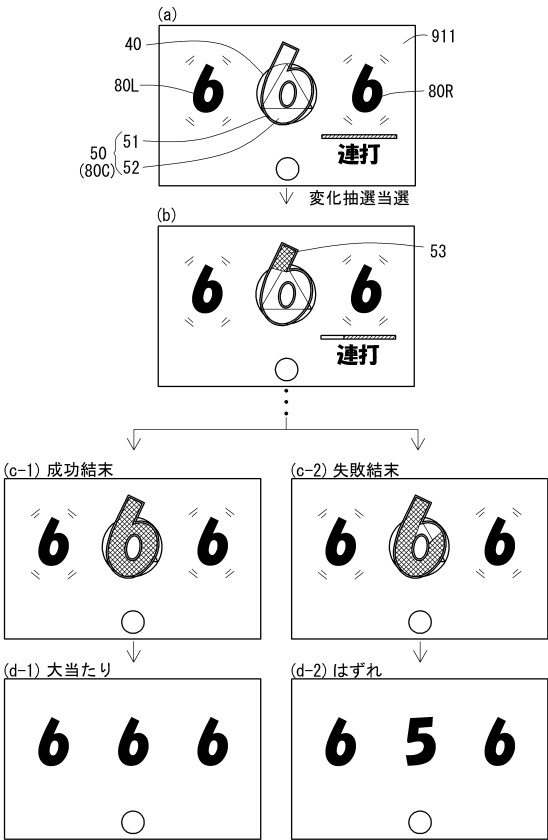 (a)
911
40
6 6 6
80L
80R
50
(80C)
51
52
連打
変化抽選当選
(b)
53
6 6 6
連打
(c-1) 成功結末
6 6 6
(c-2) 失敗結末
6 6 6
(d-1) 大当たり
6 6 6
(d-2) はずれ
6 5 6